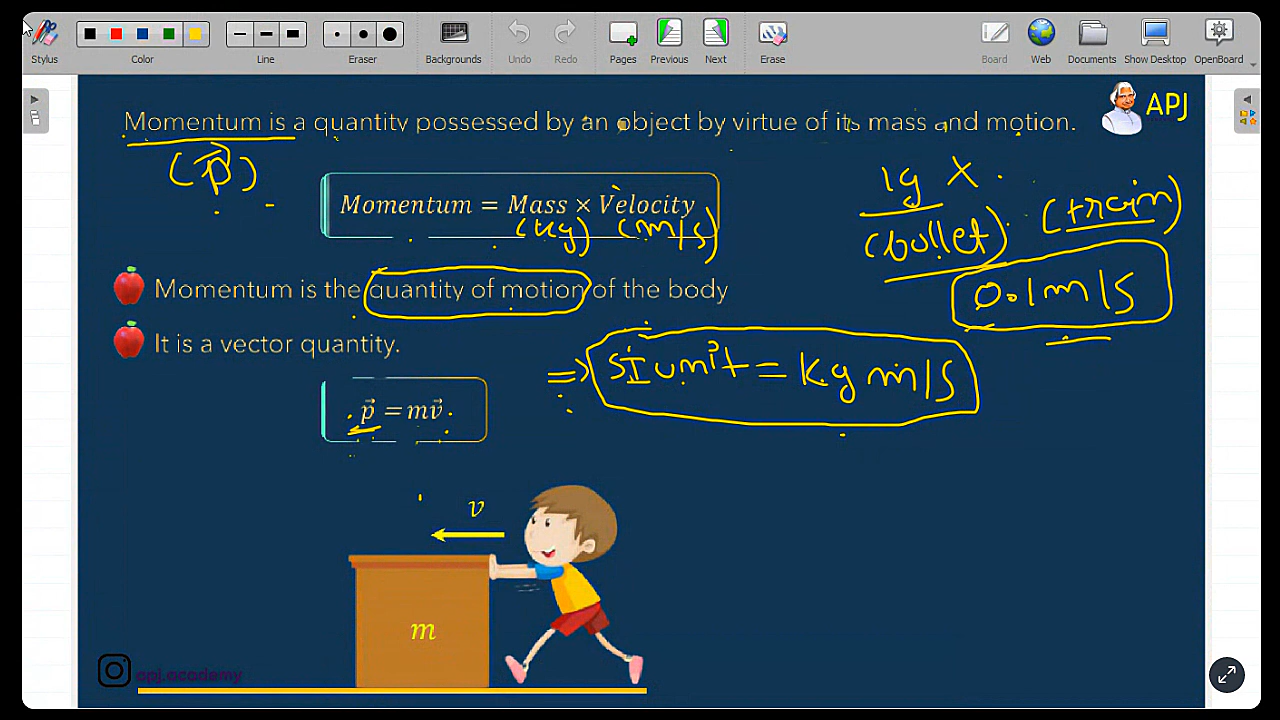 Stylus
Color
Line
Eraser
Backgrounds
Undo
Redo
Pages
Previous
Next
Erase
Board
Web
Documents
Show Desktop
OpenBoard
Momentum is a quantity possessed by an object by virtue of its mass and motion.
APJ
(p⃗)
1g X
(bullet)
(train)
0.1m/s
Momentum = Mass × Velocity
(kg) (m/s)
Momentum is the quantity of motion of the body
It is a vector quantity.
⇒ SI unit = kg m/s
p⃗ = mv⃗
v
m
apj.academy